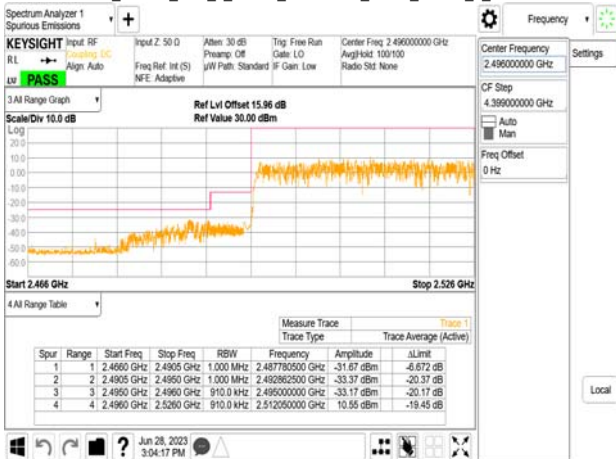 Spectrum Analyzer 1
Spurious Emissions
+
Frequency
KEYSIGHT Input: RF Input Z: 50 Ω Atten: 30 dB Trig: Free Run Center Freq: 2.496000000 GHz
RL Coupling: DC Preamp: Off Gate: LO Avg|Hold: 100/100
Align: Auto Freq Ref: Int (S) µW Path: Standard IF Gain: Low Radio Std: None
LV PASS NFE: Adaptive
Center Frequency
2.496000000 GHz
Settings
CF Step
4.399000000 GHz
Auto
Man
Freq Offset
0 Hz
Local
3 All Range Graph
Ref Lvl Offset 15.96 dB
Scale/Div 10.0 dB Ref Value 30.00 dBm
Log
20.0
10.0
0.00
-10.0
-20.0
-30.0
-40.0
-50.0
-60.0
Start 2.466 GHz Stop 2.526 GHz
4 All Range Table
Measure Trace Trace 1
Trace Type Trace Average (Active)
Spur Range Start Freq Stop Freq RBW Frequency Amplitude ΔLimit
1 1 2.4660 GHz 2.4905 GHz 1.000 MHz 2.487780500 GHz -31.67 dBm -6.672 dB
2 2 2.4905 GHz 2.4950 GHz 1.000 MHz 2.492862500 GHz -33.37 dBm -20.37 dB
3 3 2.4950 GHz 2.4960 GHz 910.0 kHz 2.495000000 GHz -33.17 dBm -20.17 dB
4 4 2.4960 GHz 2.5260 GHz 910.0 kHz 2.512050000 GHz 10.55 dBm -19.45 dB
?
Jun 28, 2023
3:04:17 PM